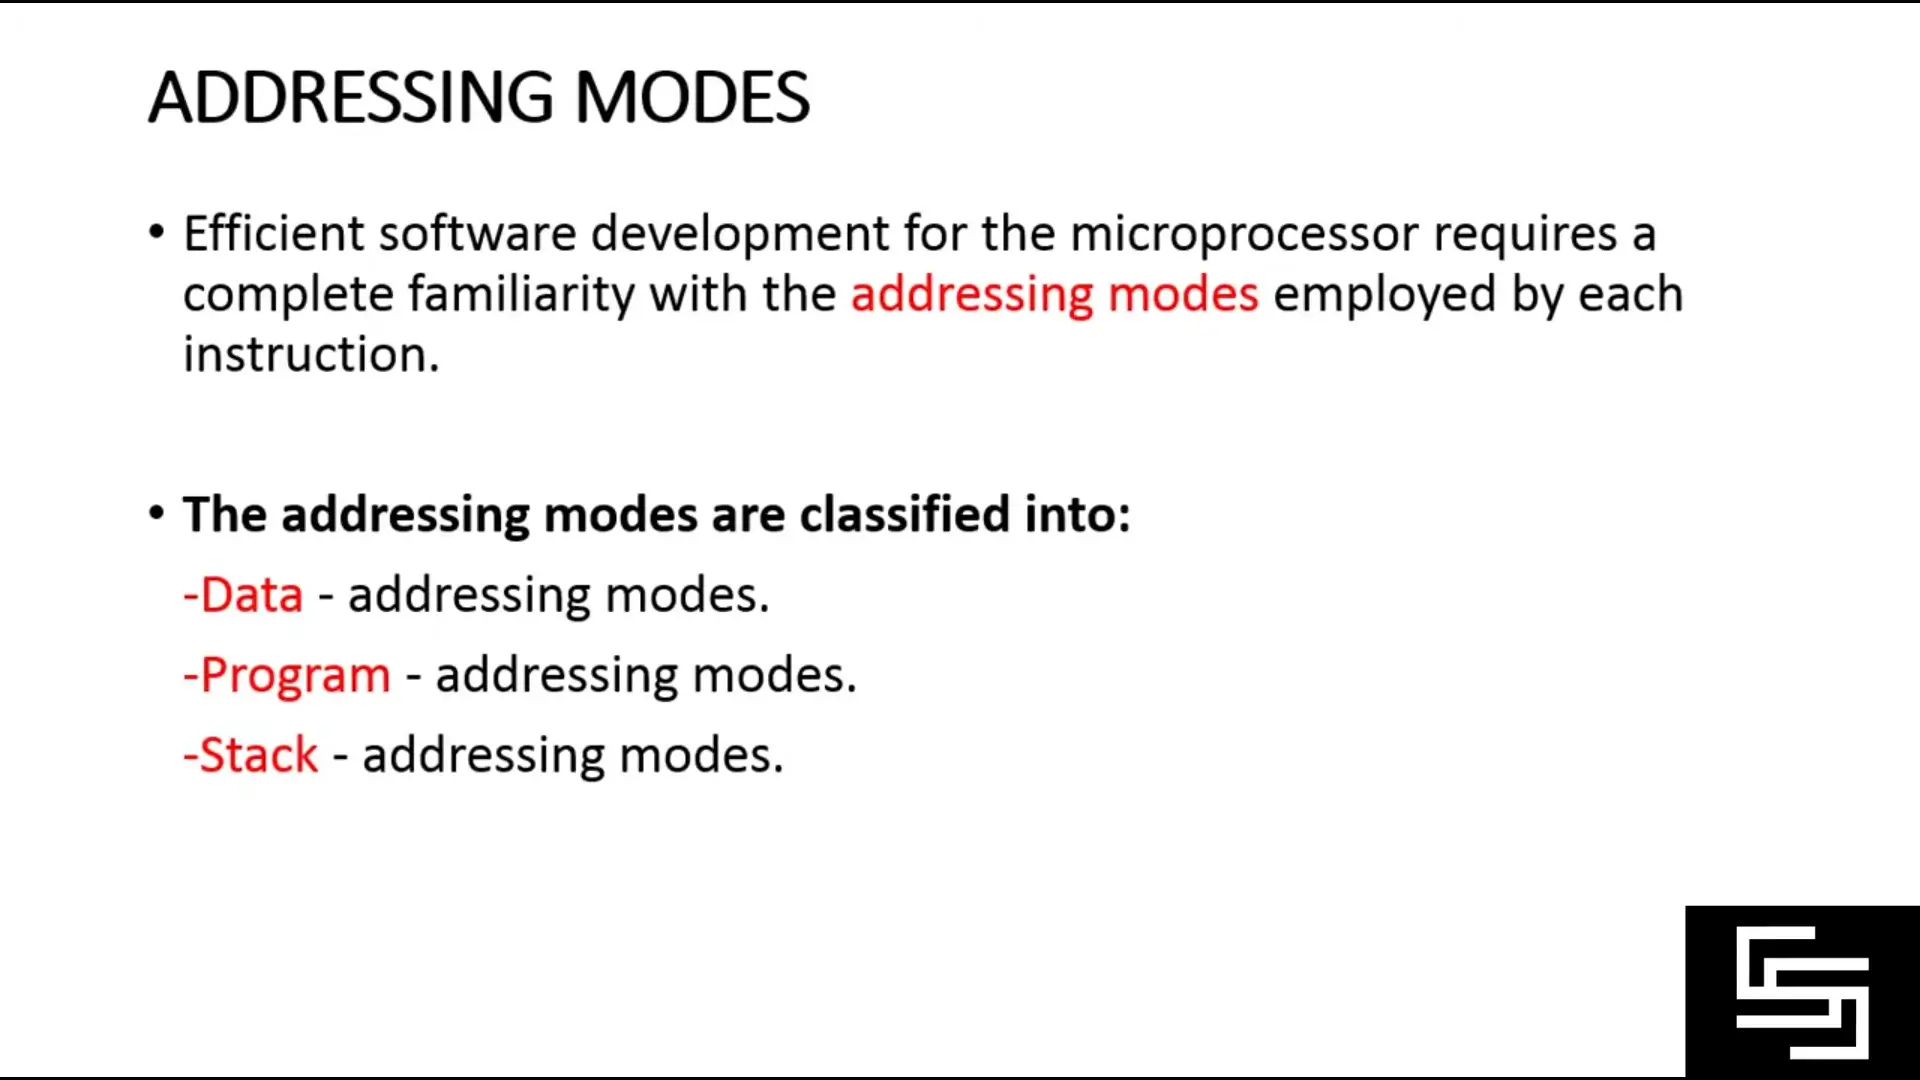 ADDRESSING MODES
• Efficient software development for the microprocessor requires a
complete familiarity with the addressing modes employed by each
instruction.
• The addressing modes are classified into:
-Data - addressing modes.
-Program - addressing modes.
-Stack - addressing modes.